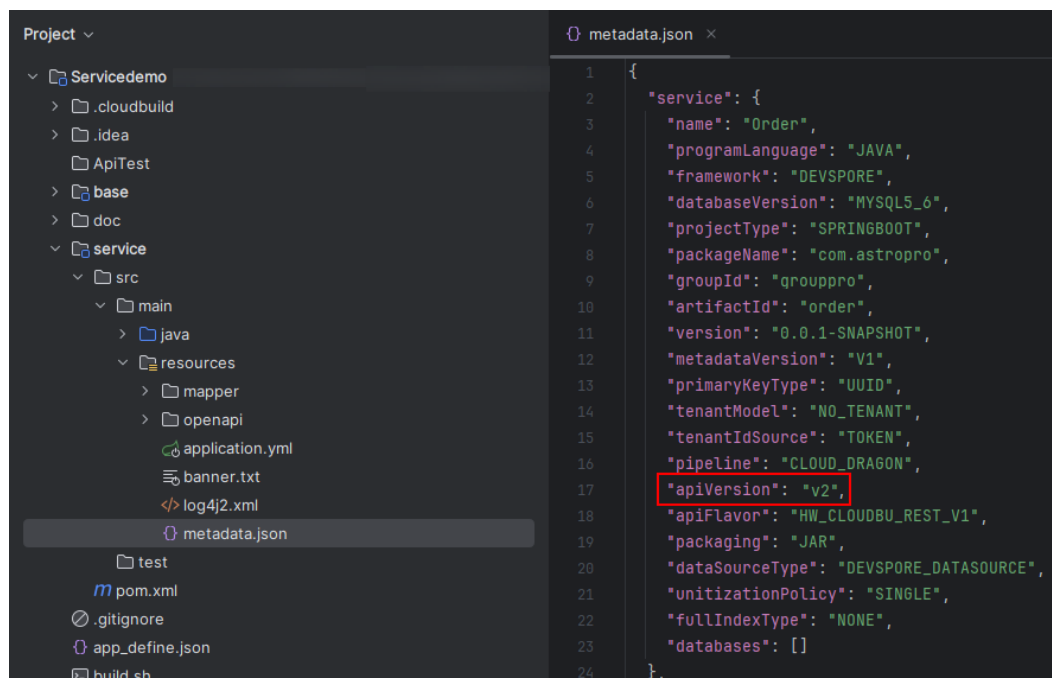 Project
Servicedemo
.cloudbuild
.idea
ApiTest
base
doc
service
src
main
java
resources
mapper
openapi
application.yml
banner.txt
log4j2.xml
metadata.json
test
pom.xml
.gitignore
app_define.json
build.sh
metadata.json
1 {
2 "service": {
3 "name": "Order",
4 "programLanguage": "JAVA",
5 "framework": "DEVSPORE",
6 "databaseVersion": "MYSQL5_6",
7 "projectType": "SPRINGBOOT",
8 "packageName": "com.astropro",
9 "groupId": "grouppro",
10 "artifactId": "order",
11 "version": "0.0.1-SNAPSHOT",
12 "metadataVersion": "V1",
13 "primaryKeyType": "UUID",
14 "tenantModel": "NO_TENANT",
15 "tenantIdSource": "TOKEN",
16 "pipeline": "CLOUD_DRAGON",
17 "apiVersion": "v2",
18 "apiFlavor": "HW_CLOUDBU_REST_V1",
19 "packaging": "JAR",
20 "dataSourceType": "DEVSPORE_DATASOURCE",
21 "unitizationPolicy": "SINGLE",
22 "fullIndexType": "NONE",
23 "databases": []
24 },